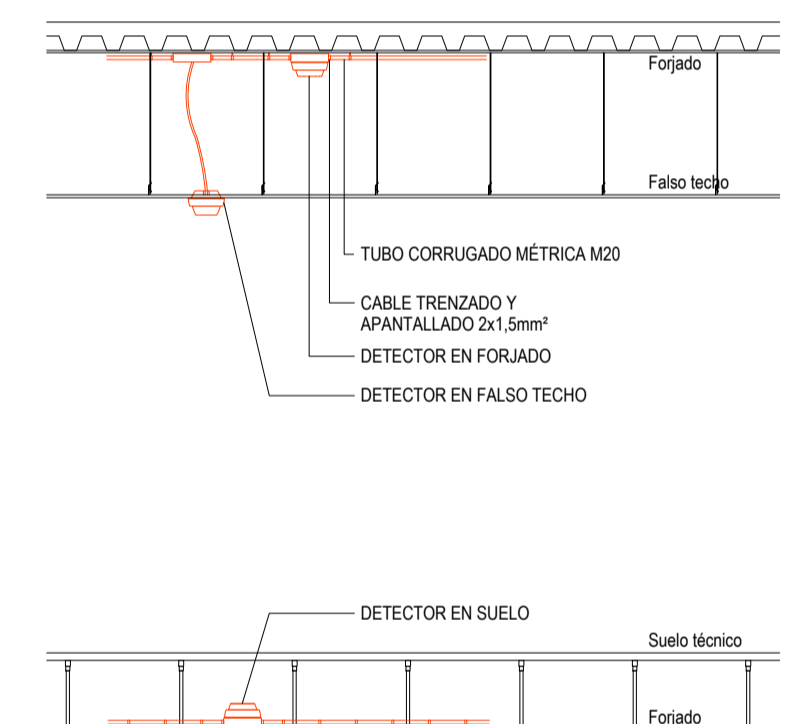 Forjado
Falso techo
TUBO CORRUGADO MÉTRICA M20
CABLE TRENZADO Y
APANTALLADO 2x1,5mm²
DETECTOR EN FORJADO
DETECTOR EN FALSO TECHO
DETECTOR EN SUELO
Suelo técnico
Forjado